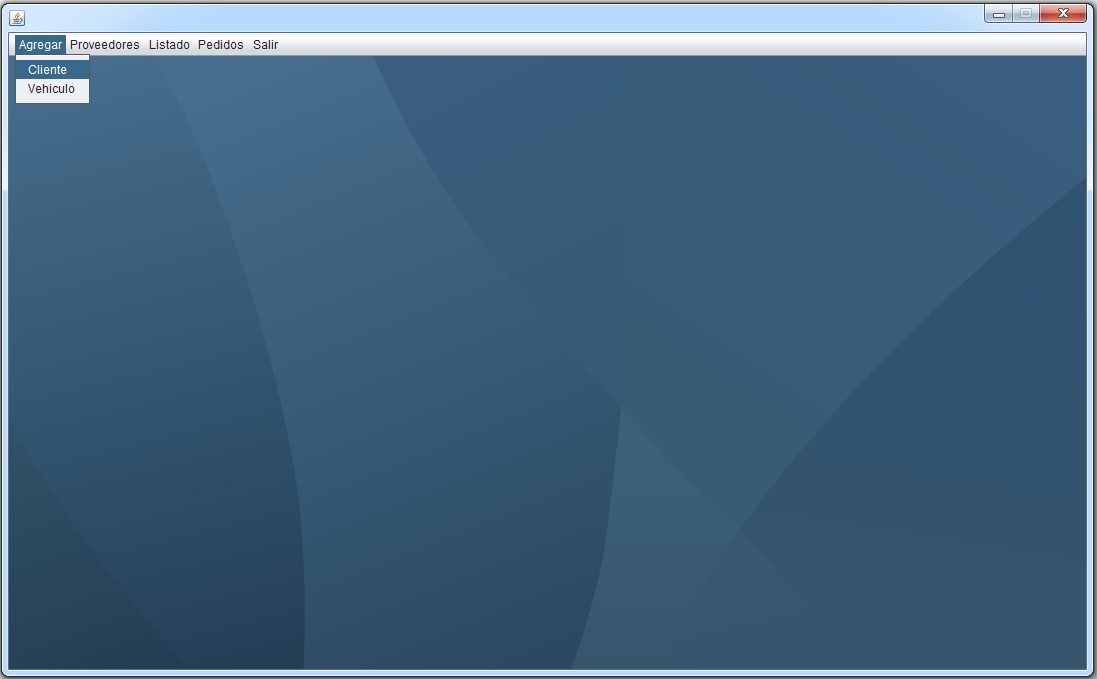 Agregar Proveedores Listado Pedidos Salir
Cliente
Vehiculo